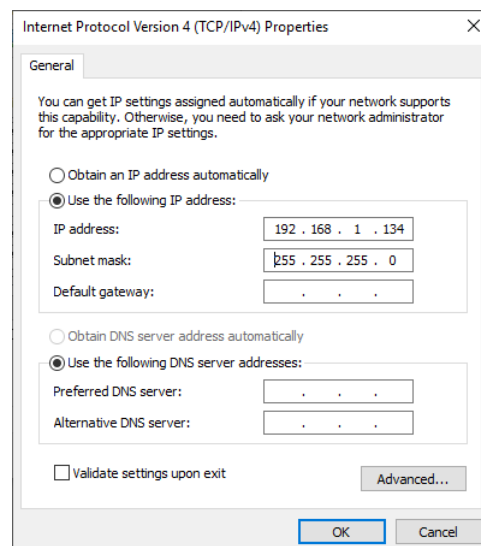 Internet Protocol Version 4 (TCP/IPv4) Properties
General
You can get IP settings assigned automatically if your network supports
this capability. Otherwise, you need to ask your network administrator
for the appropriate IP settings.
Obtain an IP address automatically
Use the following IP address:
IP address: 192 . 168 . 1 . 134
Subnet mask: 255 . 255 . 255 . 0
Default gateway: . . .
Obtain DNS server address automatically
Use the following DNS server addresses:
Preferred DNS server: . . .
Alternative DNS server: . . .
Validate settings upon exit
Advanced...
OK Cancel